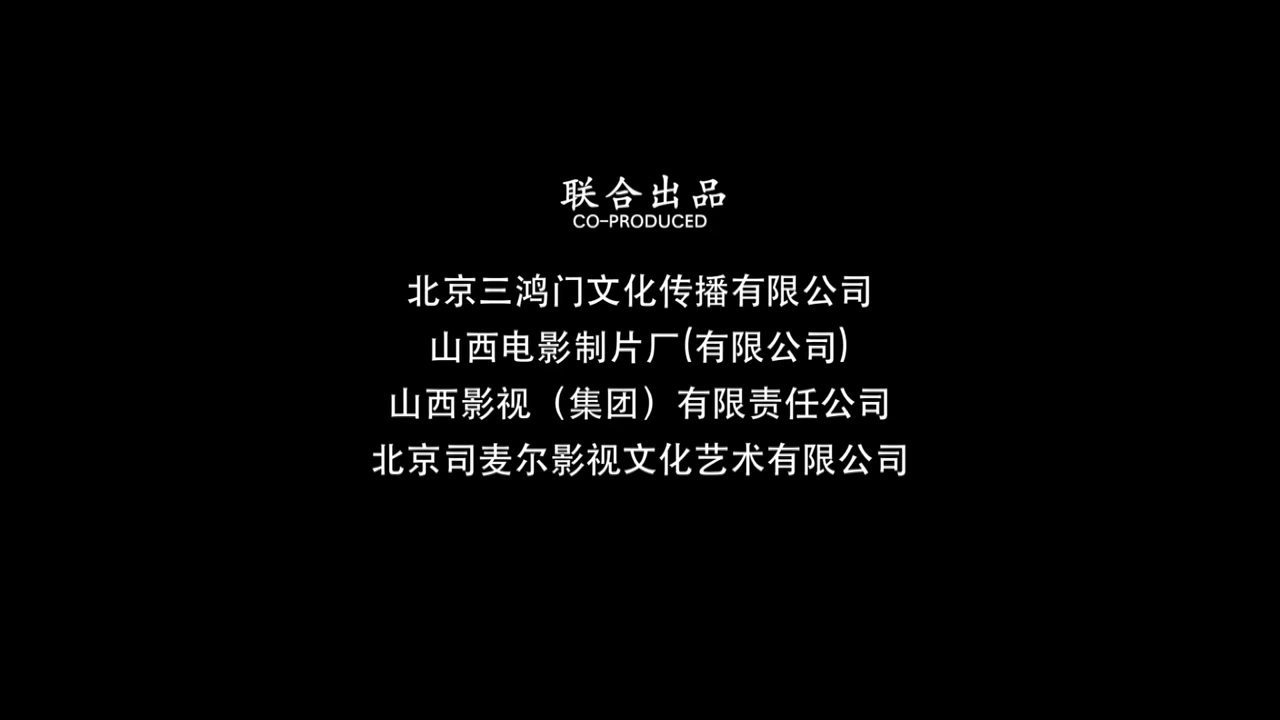 联合出品
CO-PRODUCED
北京三鸿门文化传播有限公司
山西电影制片厂(有限公司)
山西影视（集团）有限责任公司
北京司麦尔影视文化艺术有限公司